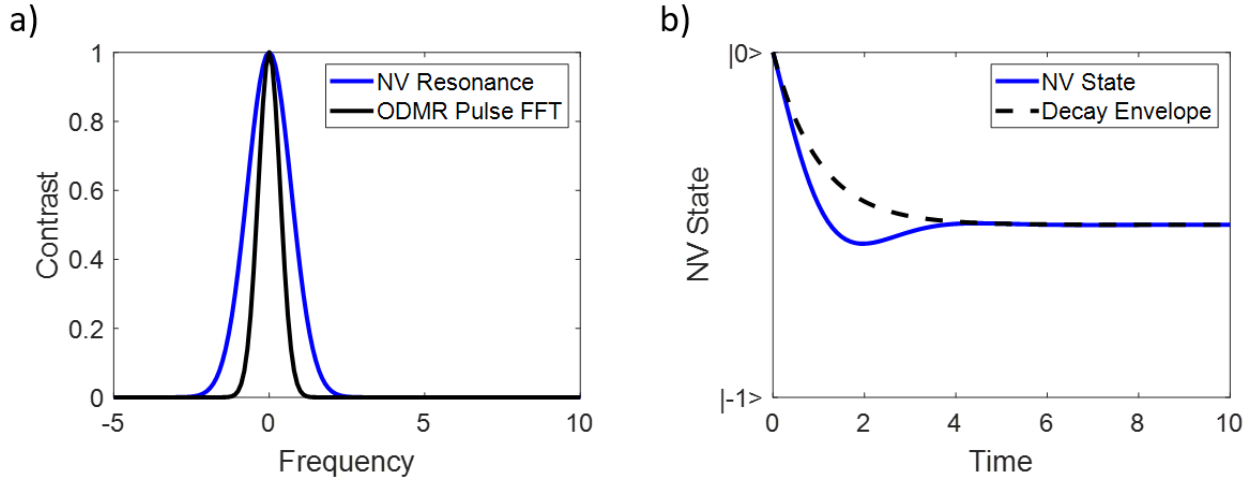 a)
NV Resonance
ODMR Pulse FFT
Contrast
1
0.8
0.6
0.4
0.2
0
-5
0
5
10
Frequency
b)
NV State
Decay Envelope
NV State
|0>
|-1>
0
2
4
6
8
10
Time